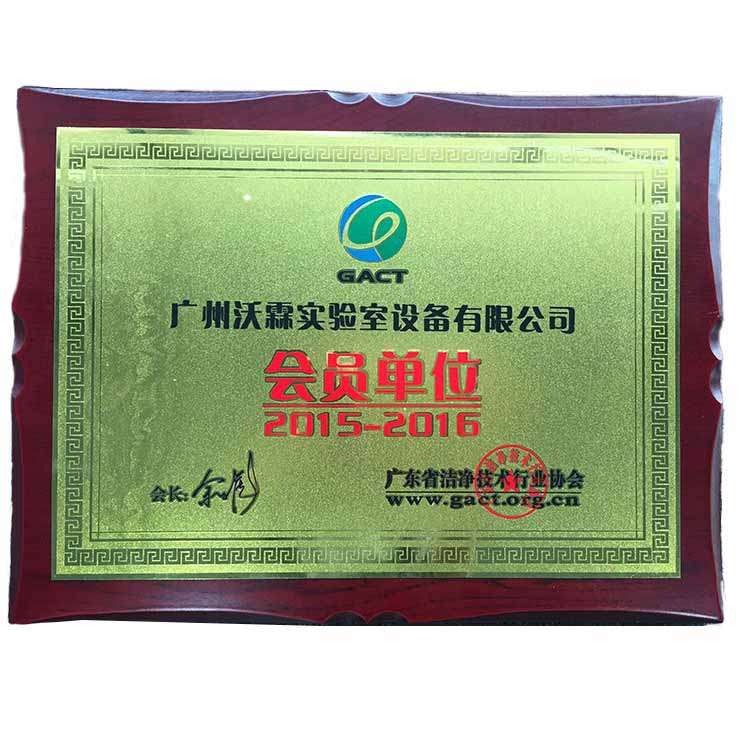 GACT
广州沃霖实验室设备有限公司
会员单位
2015-2016
会长:
广东省洁净技术行业协会
www.gact.org.cn